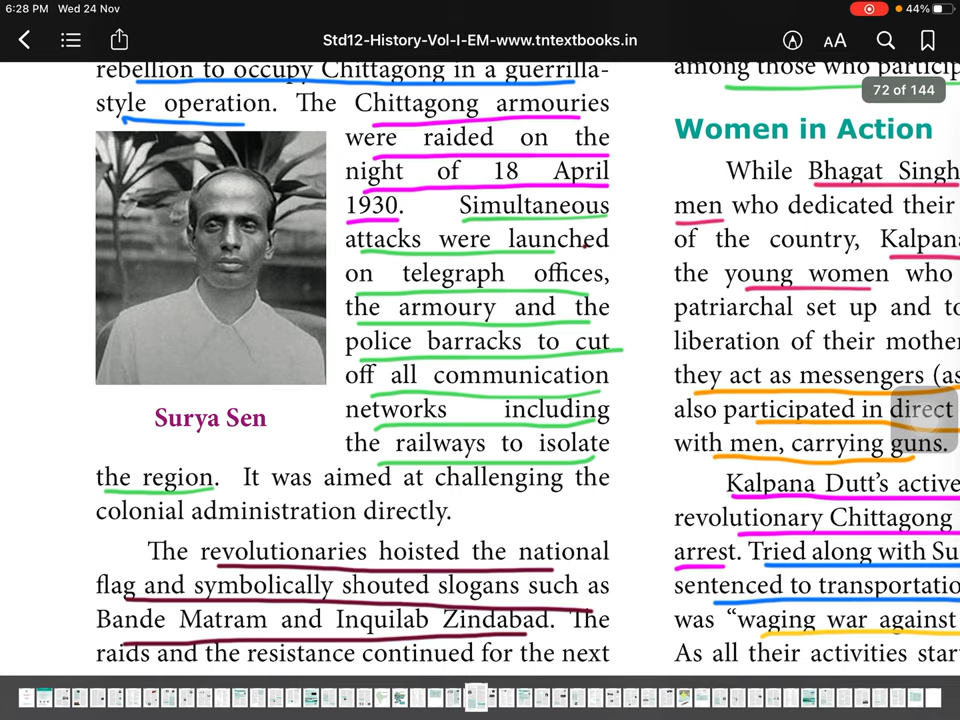 6:28 PM Wed 24 Nov
44%
Std12-History-Vol-I-EM-www.tntextbooks.in
AA
72 of 144
rebellion to occupy Chittagong in a guerrilla-
style operation. The Chittagong armouries
were raided on the
night of 18 April
1930. Simultaneous
attacks were launched
on telegraph offices,
the armoury and the
police barracks to cut
off all communication
networks including
the railways to isolate
Surya Sen
the region. It was aimed at challenging the
colonial administration directly.
The revolutionaries hoisted the national
flag and symbolically shouted slogans such as
Bande Matram and Inquilab Zindabad. The
raids and the resistance continued for the next
among those who particip
Women in Action
While Bhagat Singh
men who dedicated their
of the country, Kalpana
the young women who
patriarchal set up and to
liberation of their mother
they act as messengers (as
also participated in direct
with men, carrying guns.
Kalpana Dutt's active
revolutionary Chittagong
arrest. Tried along with Su
sentenced to transportatio
was "waging war against
As all their activities star